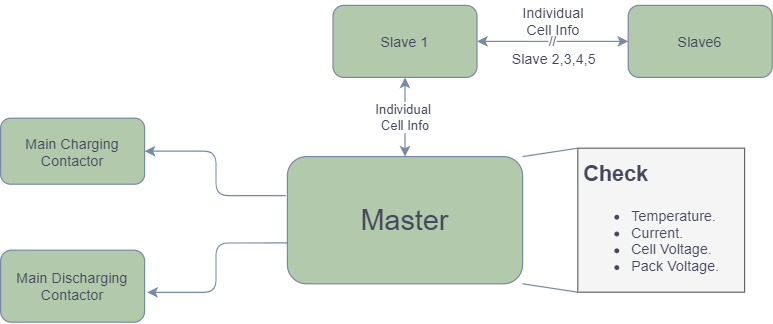 Slave 1
Individual
Cell Info
//
Slave 2,3,4,5
Slave6
Individual
Cell Info
Main Charging
Contactor
Master
Check
• Temperature.
• Current.
• Cell Voltage.
• Pack Voltage.
Main Discharging
Contactor